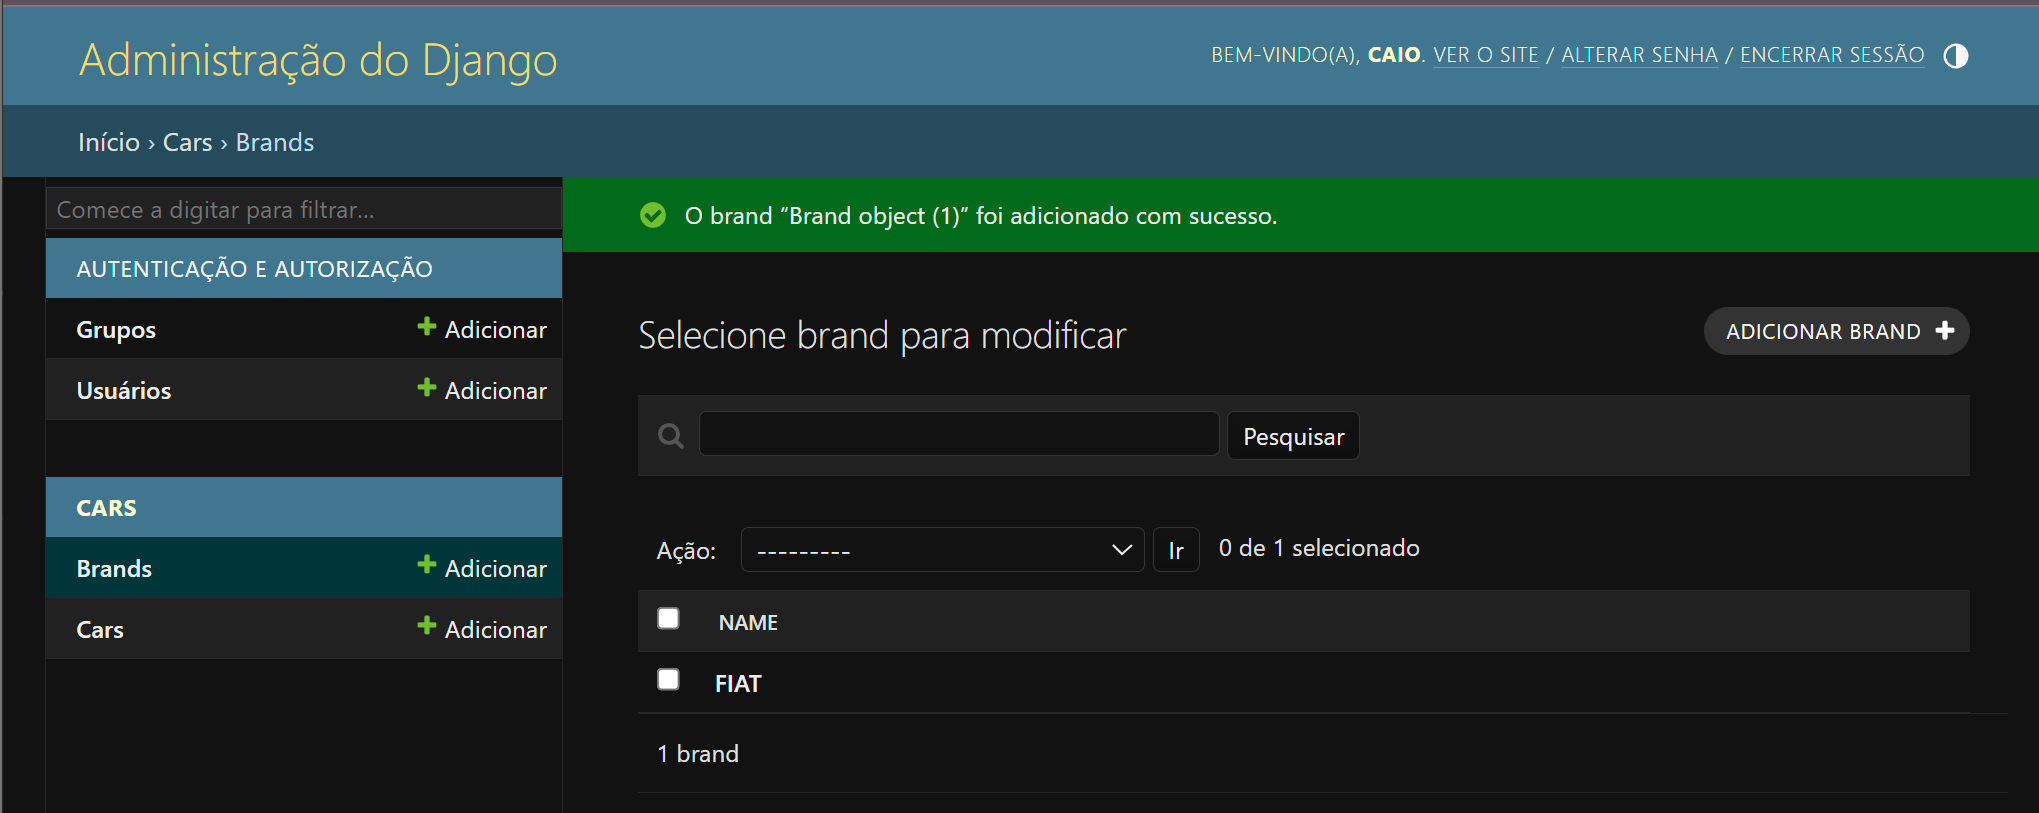 Administração do Django
BEM-VINDO(A), CAIO. VER O SITE / ALTERAR SENHA / ENCERRAR SESSÃO
Início › Cars › Brands
Comece a digitar para filtrar...
AUTENTICAÇÃO E AUTORIZAÇÃO
Grupos Adicionar
Usuários Adicionar
CARS
Brands Adicionar
Cars Adicionar
O brand “Brand object (1)” foi adicionado com sucesso.
Selecione brand para modificar
ADICIONAR BRAND
Pesquisar
Ação: --------- Ir 0 de 1 selecionado
NAME
FIAT
1 brand